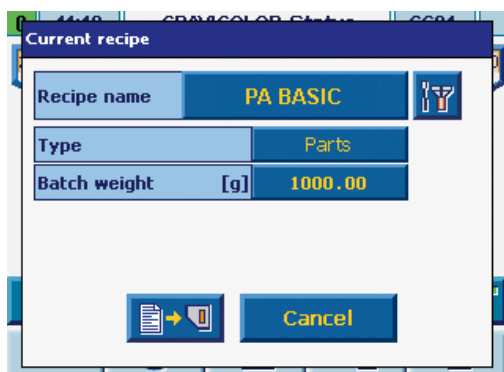 Current recipe
Recipe name PA BASIC
Type Parts
Batch weight [g] 1000.00
Cancel